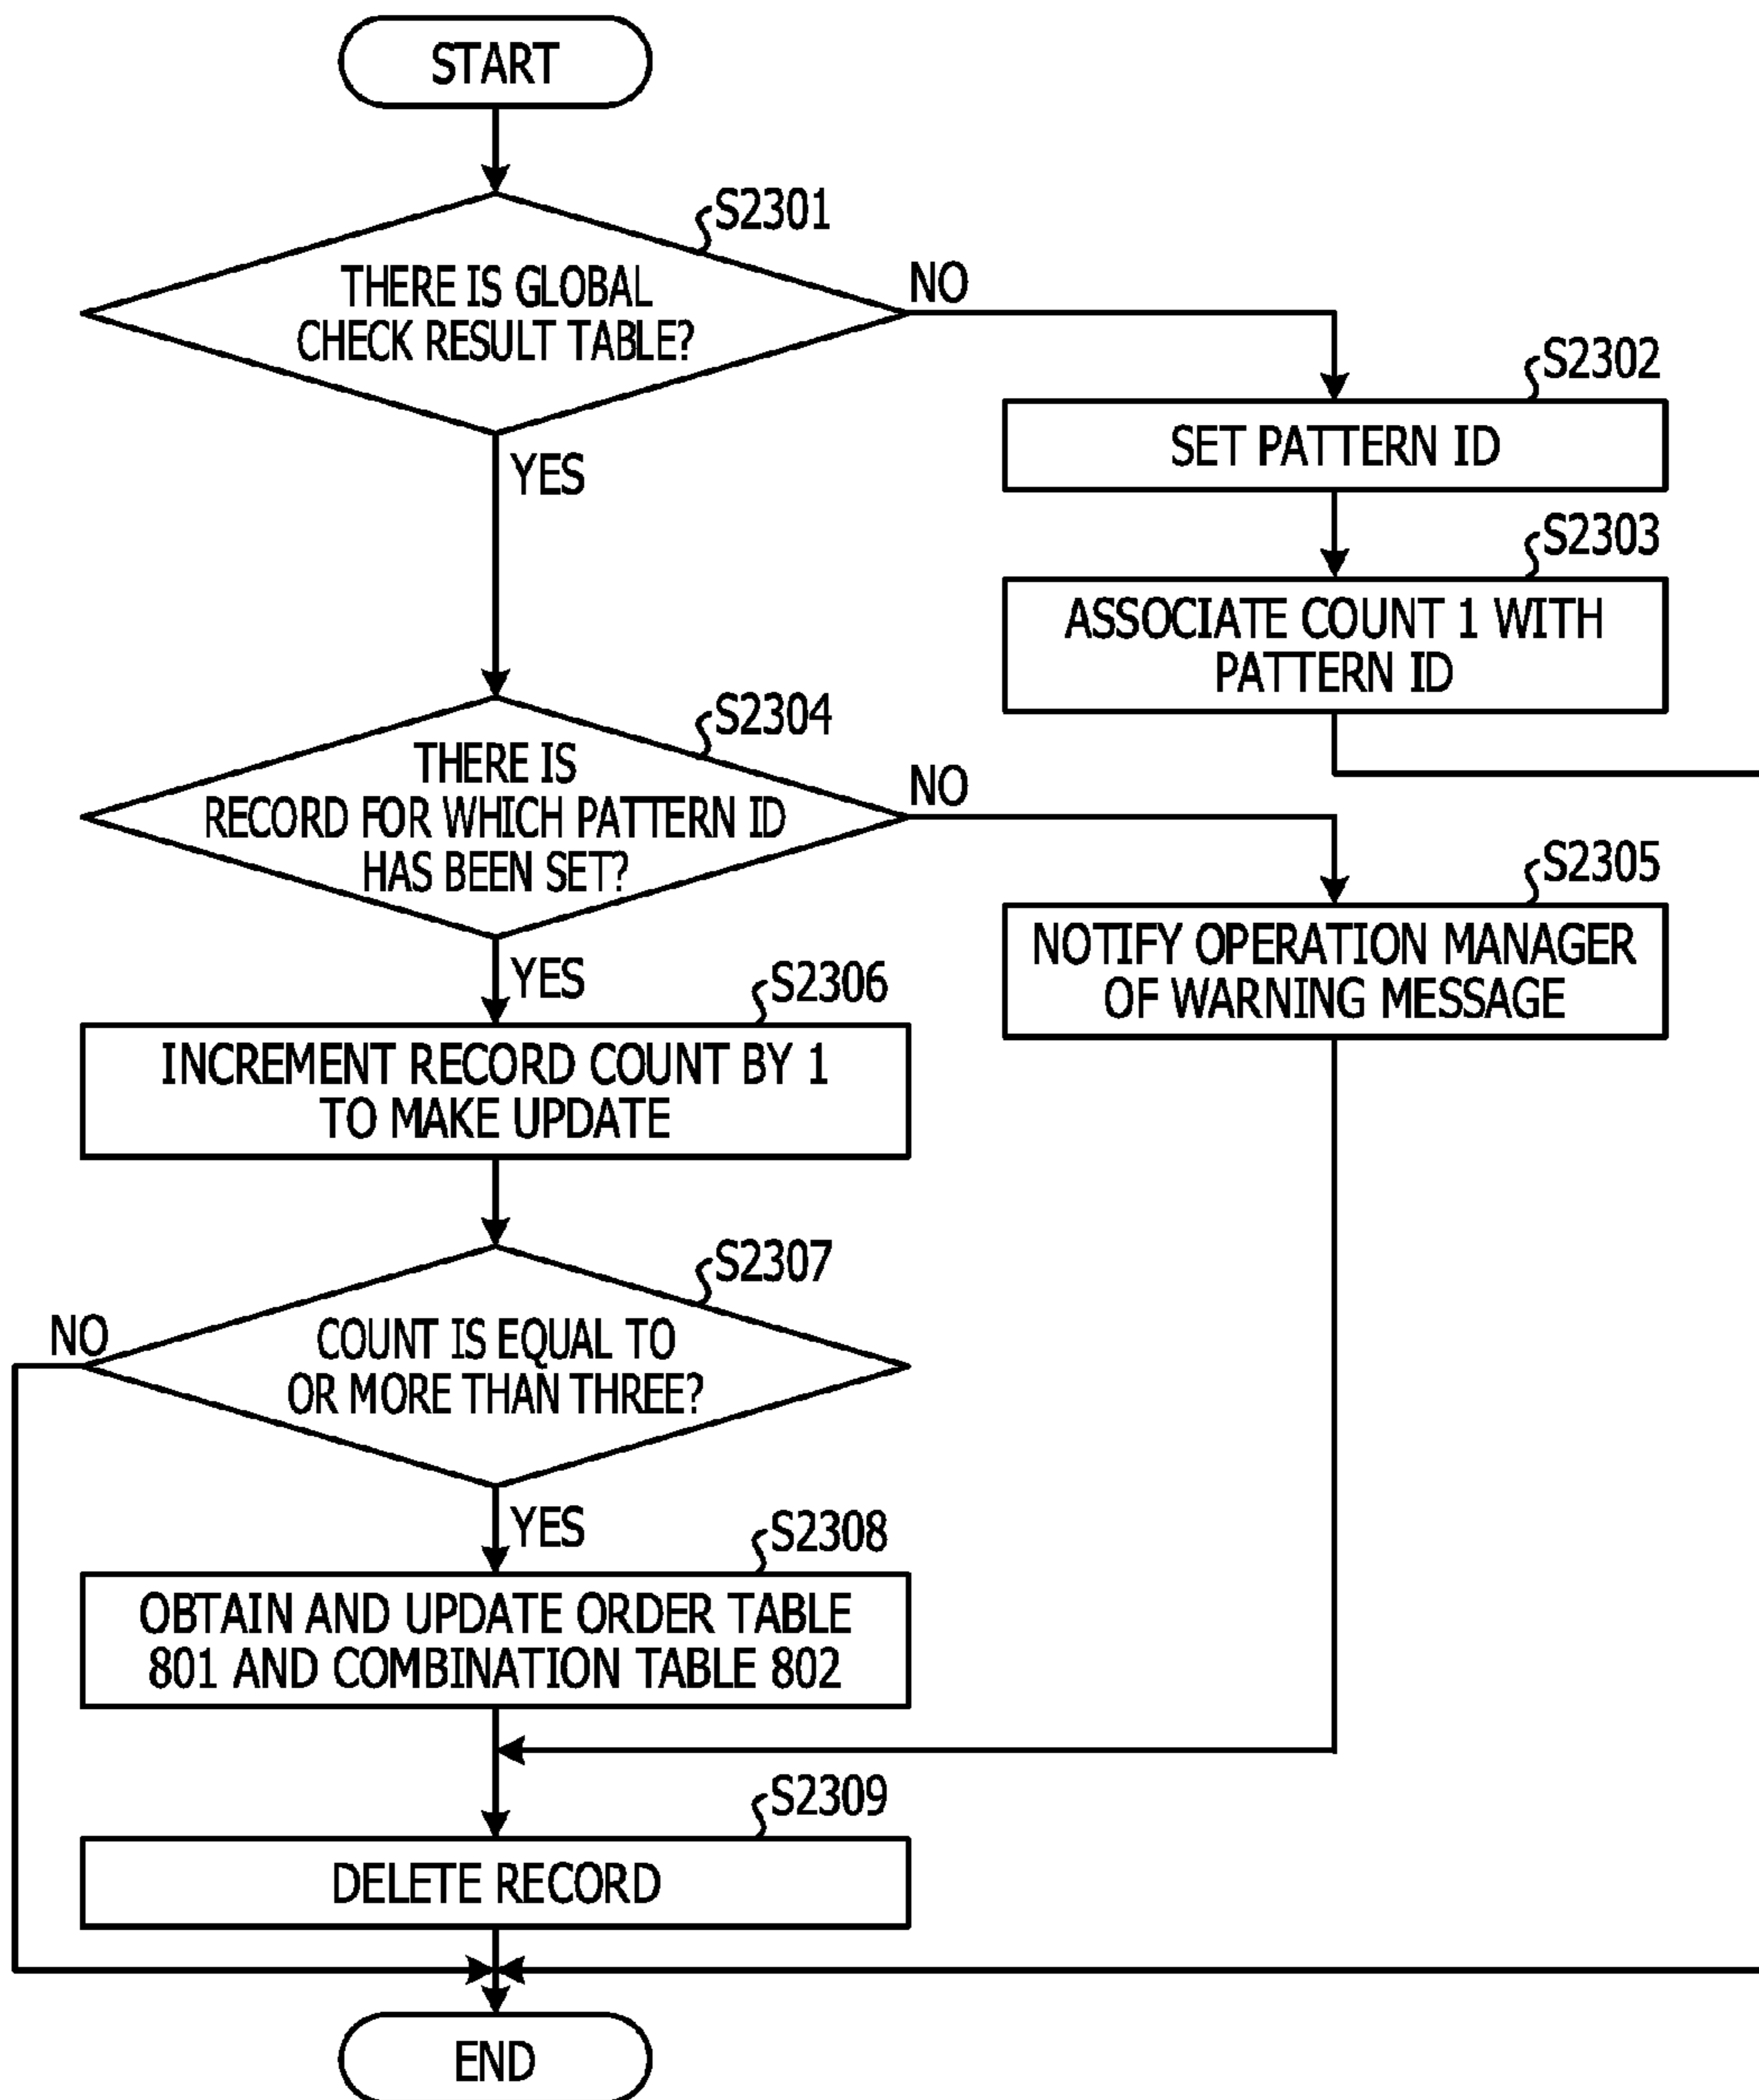 START
S2301
THERE IS GLOBAL
CHECK RESULT TABLE?
NO
YES
S2302
SET PATTERN ID
S2303
ASSOCIATE COUNT 1 WITH
PATTERN ID
S2304
THERE IS
RECORD FOR WHICH PATTERN ID
HAS BEEN SET?
NO
YES
S2305
NOTIFY OPERATION MANAGER
OF WARNING MESSAGE
S2306
INCREMENT RECORD COUNT BY 1
TO MAKE UPDATE
S2307
COUNT IS EQUAL TO
OR MORE THAN THREE?
NO
YES
S2308
OBTAIN AND UPDATE ORDER TABLE
801 AND COMBINATION TABLE 802
S2309
DELETE RECORD
END